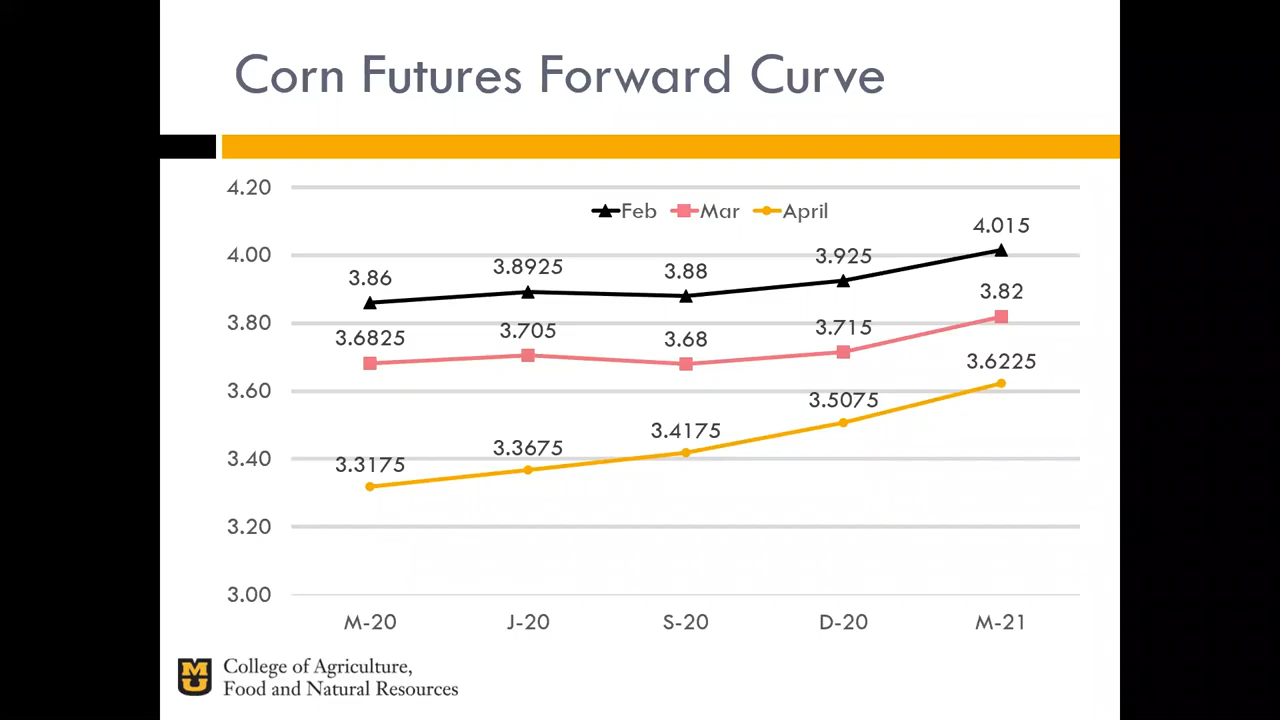 Corn Futures Forward Curve
4.20
Feb Mar April
4.015
4.00
3.86 3.8925 3.88 3.925
3.82
3.80
3.6825 3.705 3.68 3.715
3.6225
3.60
3.5075
3.4175
3.40
3.3175 3.3675
3.20
3.00
M-20 J-20 S-20 D-20 M-21
MU College of Agriculture,
Food and Natural Resources